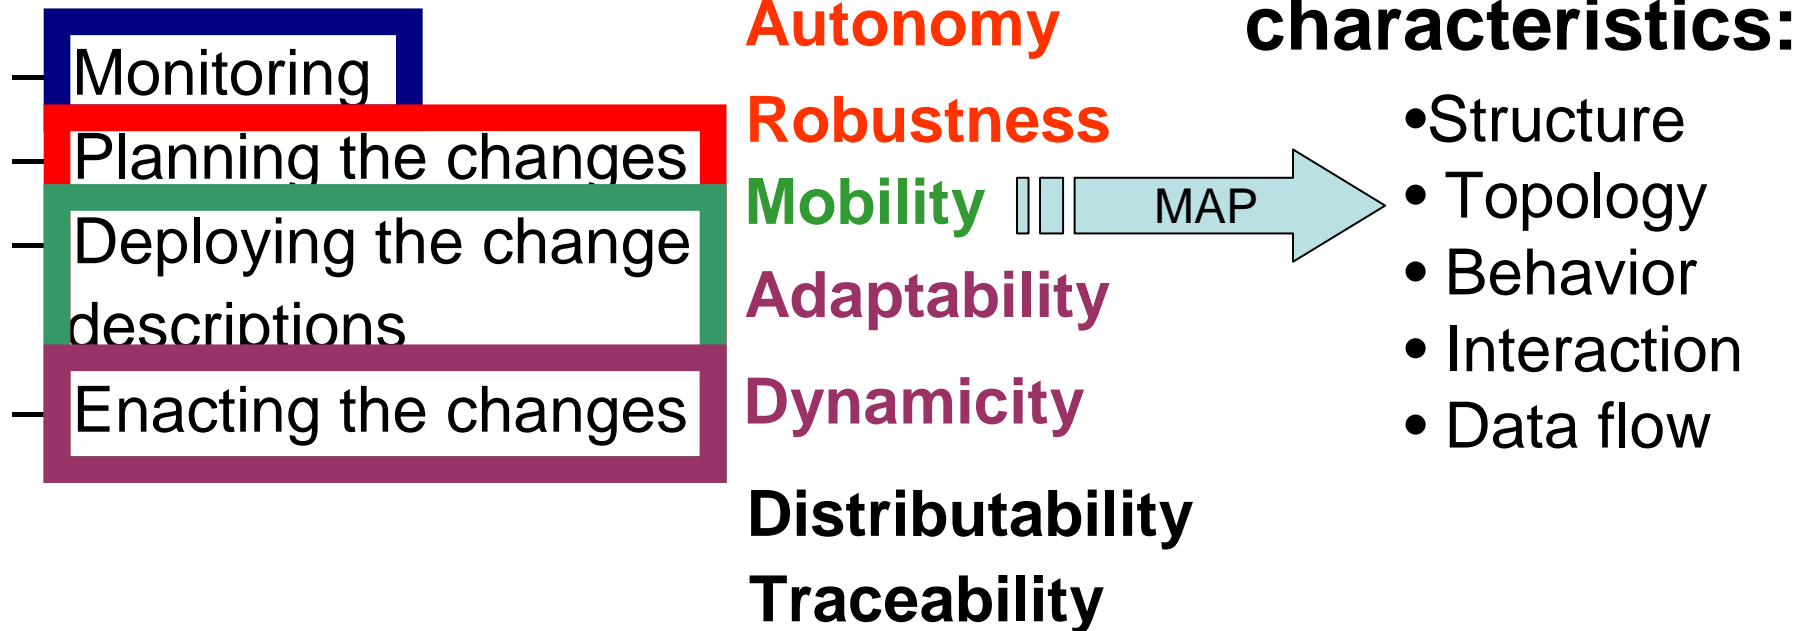 – Monitoring
– Planning the changes
– Deploying the change
descriptions
– Enacting the changes
Autonomy
Robustness
Mobility
Adaptability
Dynamicity
Distributability
Traceability
MAP
characteristics:
•Structure
• Topology
• Behavior
• Interaction
• Data flow